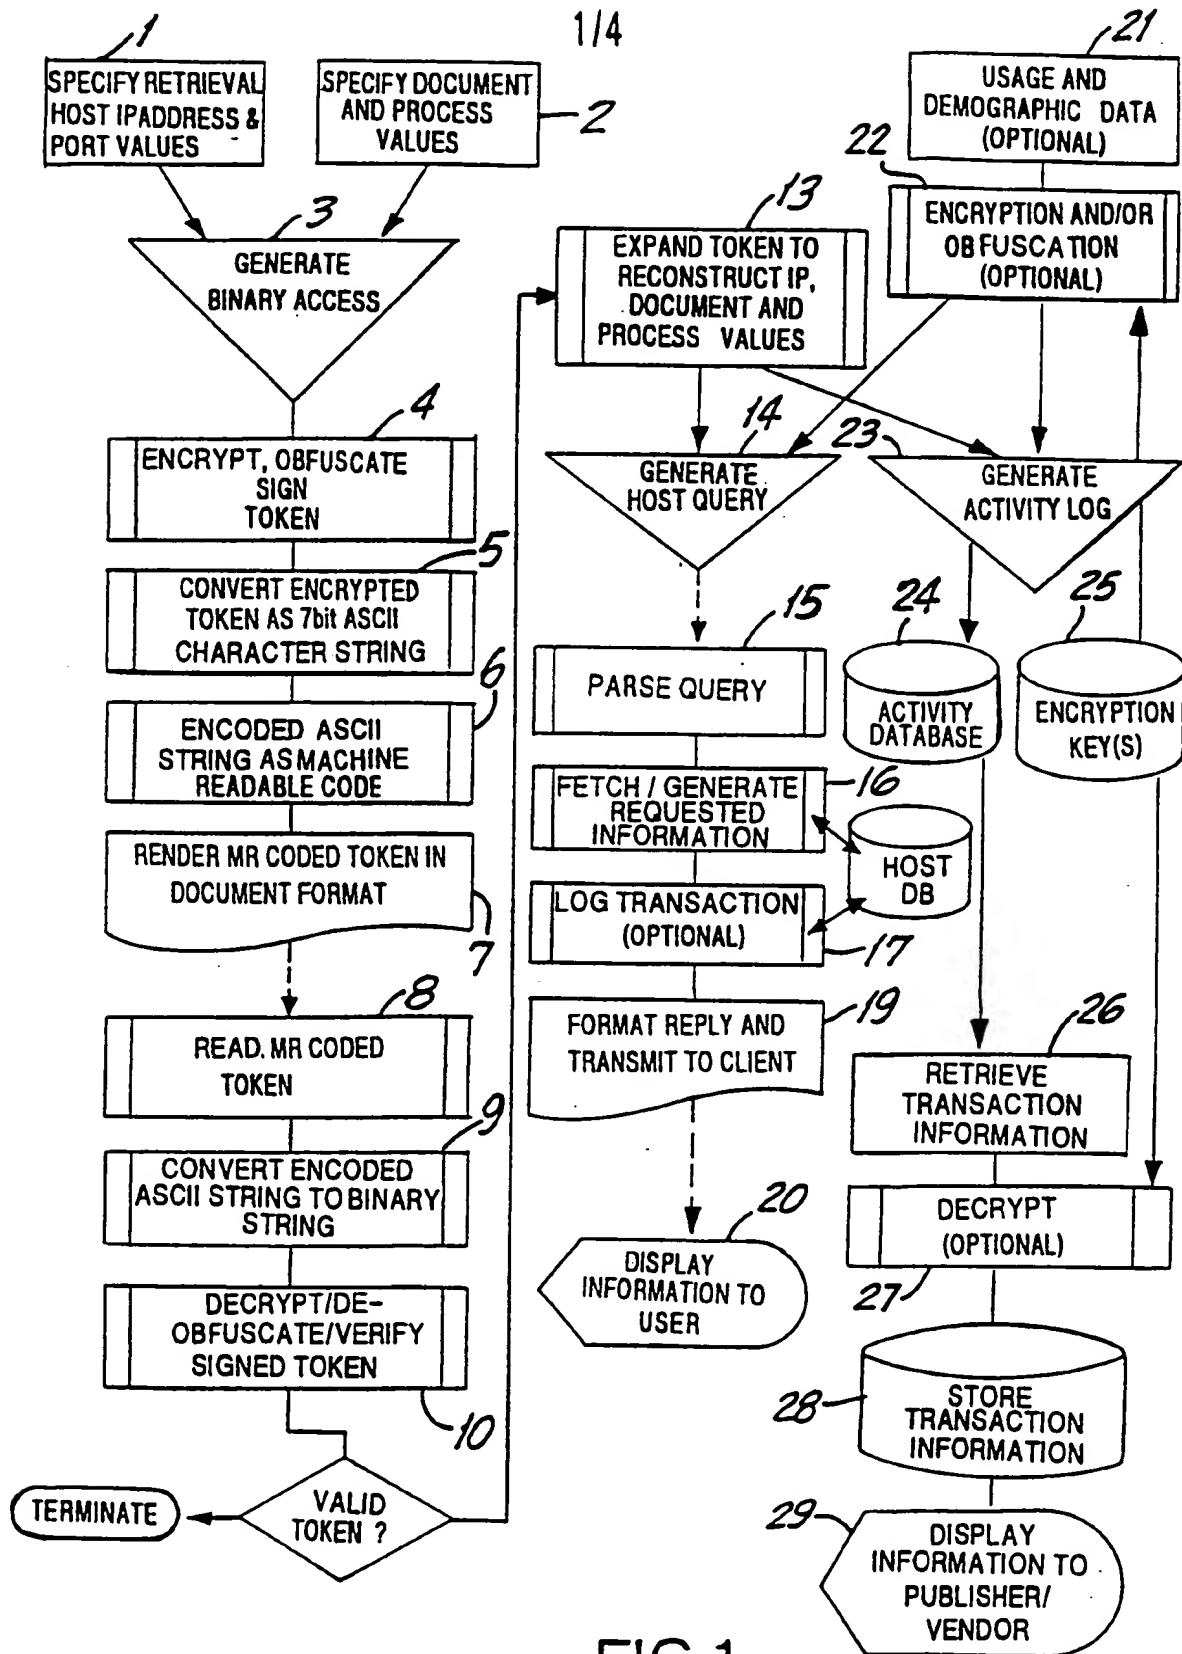 1/4
1
SPECIFY RETRIEVAL
HOST IPADDRESS &
PORT VALUES
SPECIFY DOCUMENT
AND PROCESS
VALUES
2
3
GENERATE
BINARY ACCESS
4
ENCRYPT, OBFUSCATE
SIGN
TOKEN
5
CONVERT ENCRYPTED
TOKEN AS 7bit ASCII
CHARACTER STRING
6
ENCODED ASCII
STRING AS MACHINE
READABLE CODE
RENDER MR CODED TOKEN IN
DOCUMENT FORMAT
7
8
READ. MR CODED
TOKEN
9
CONVERT ENCODED
ASCII STRING TO BINARY
STRING
DECRYPT/DE-
OBFUSCATE/VERIFY
SIGNED TOKEN
10
VALID
TOKEN ?
TERMINATE
13
EXPAND TOKEN TO
RECONSTRUCT IP,
DOCUMENT AND
PROCESS VALUES
14
GENERATE
HOST QUERY
15
PARSE QUERY
16
FETCH / GENERATE
REQUESTED
INFORMATION
HOST
DB
LOG TRANSACTION
(OPTIONAL)
17
19
FORMAT REPLY AND
TRANSMIT TO CLIENT
20
DISPLAY
INFORMATION TO
USER
21
USAGE AND
DEMOGRAPHIC DATA
(OPTIONAL)
22
ENCRYPTION AND/OR
OBFUSCATION
(OPTIONAL)
23
GENERATE
ACTIVITY LOG
24
ACTIVITY
DATABASE
25
ENCRYPTION
KEY(S)
26
RETRIEVE
TRANSACTION
INFORMATION
DECRYPT
(OPTIONAL)
27
28
STORE
TRANSACTION
INFORMATION
29
DISPLAY
INFORMATION TO
PUBLISHER/
VENDOR
FIG.1